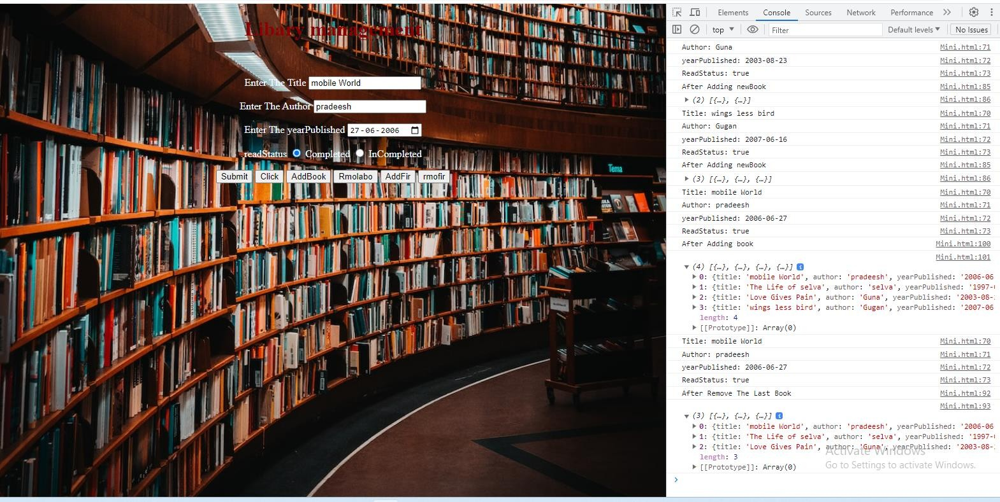 Libary management
Enter The Title mobile World
Enter The Author pradeesh
Enter The yearPublished 27-06-2006
readStatus Completed InCompleted
Submit Click AddBook Rmolabo AddFir rmofir
Tema
Elements Console Sources Network Performance
top Filter Default levels No Issues
Author: Guna Mini.html:71
yearPublished: 2003-08-23 Mini.html:72
ReadStatus: true Mini.html:73
After Adding newBook Mini.html:85
(2) [{…}, {…}] Mini.html:86
Title: wings less bird Mini.html:70
Author: Gugan Mini.html:71
yearPublished: 2007-06-16 Mini.html:72
ReadStatus: true Mini.html:73
After Adding newBook Mini.html:85
(3) [{…}, {…}, {…}] Mini.html:86
Title: mobile World Mini.html:70
Author: pradeesh Mini.html:71
yearPublished: 2006-06-27 Mini.html:72
ReadStatus: true Mini.html:73
After Adding book Mini.html:100
Mini.html:101
(4) [{…}, {…}, {…}, {…}] i
0: {title: 'mobile World', author: 'pradeesh', yearPublished: '2006-06
1: {title: 'The Life of selva', author: 'selva', yearPublished: '1997-
2: {title: 'Love Gives Pain', author: 'Guna', yearPublished: '2003-08-
3: {title: 'wings less bird', author: 'Gugan', yearPublished: '2007-06
length: 4
[[Prototype]]: Array(0)
Title: mobile World Mini.html:70
Author: pradeesh Mini.html:71
yearPublished: 2006-06-27 Mini.html:72
ReadStatus: true Mini.html:73
After Remove The Last Book Mini.html:92
Mini.html:93
(3) [{…}, {…}, {…}] i
0: {title: 'mobile World', author: 'pradeesh', yearPublished: '2006-06
1: {title: 'The Life of selva', author: 'selva', yearPublished: '1997-
2: {title: 'Love Gives Pain', author: 'Guna', yearPublished: '2003-08-
length: 3
[[Prototype]]: Array(0)
Activate Windows
Go to Settings to activate Windows.